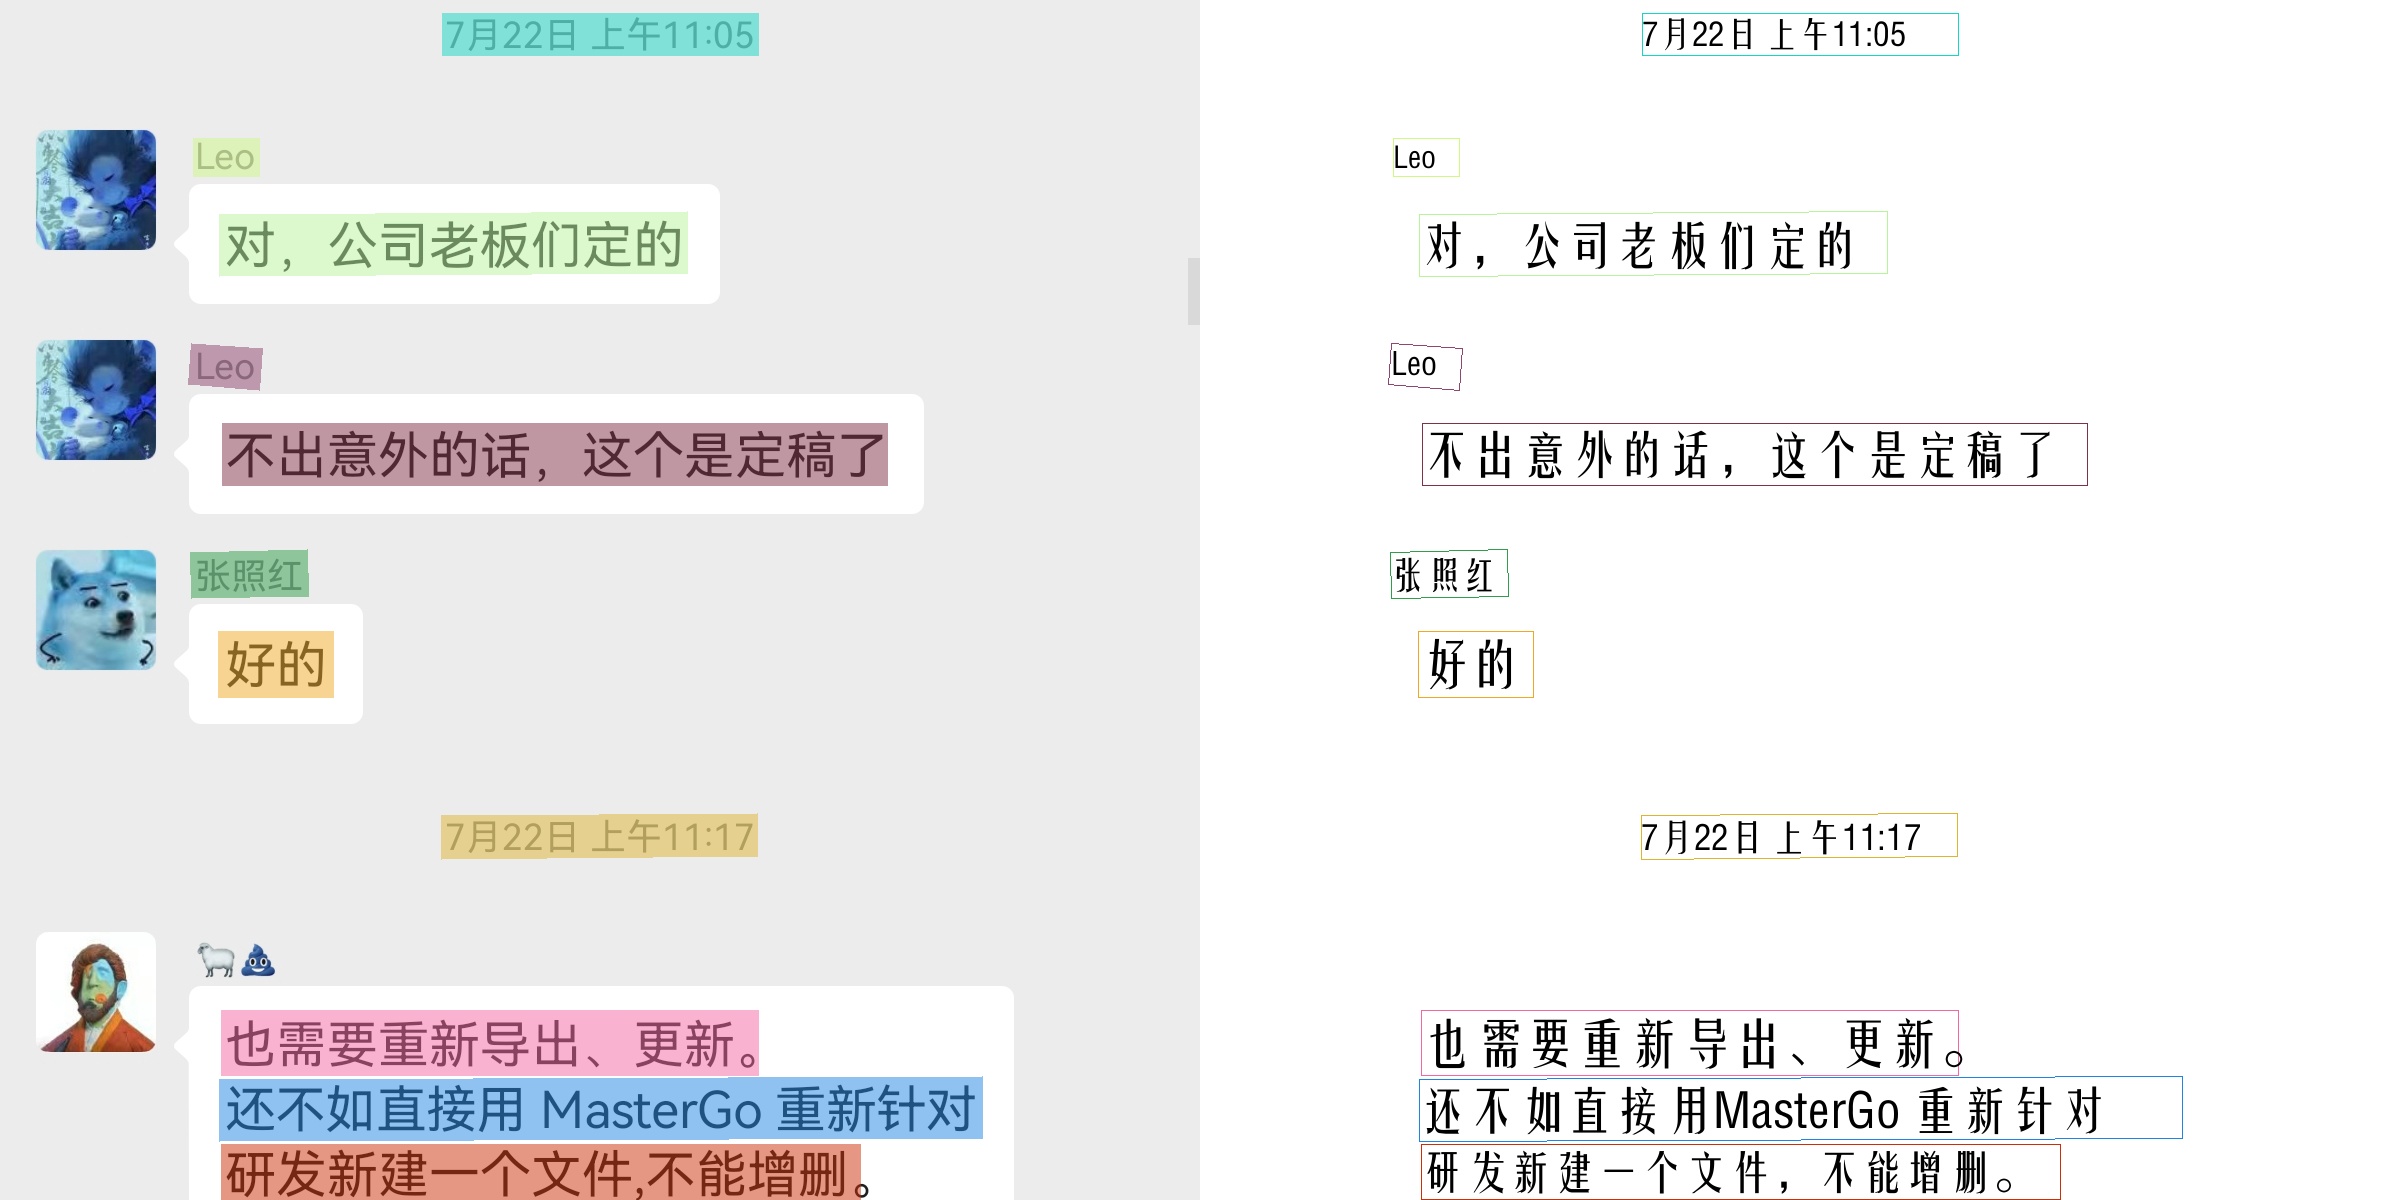 7月22日 上午11:05
Leo
对，公司老板们定的
Leo
不出意外的话，这个是定稿了
张照红
好的
7月22日 上午11:17
🐑💩
也需要重新导出、更新。
还不如直接用 MasterGo 重新针对
研发新建一个文件,不能增删。
7月22日 上午11:05
Leo
对，公司老板们定的
Leo
不出意外的话，这个是定稿了
张照红
好的
7月22日 上午11:17
也需要重新导出、更新。
还不如直接用MasterGo 重新针对
研发新建一个文件，不能增删。